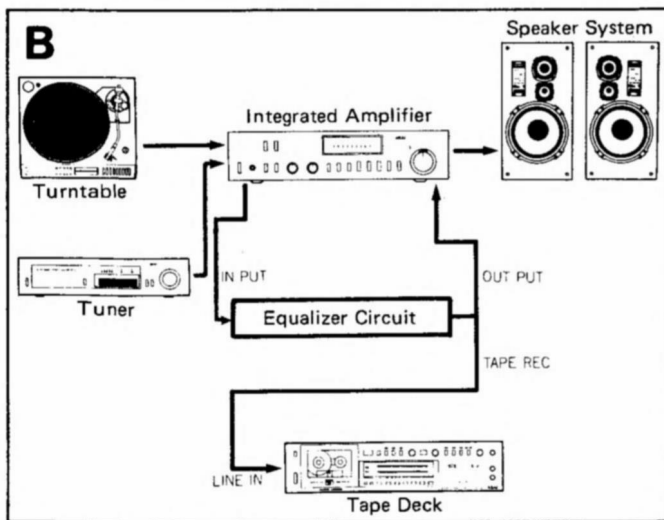 B
Speaker System
Integrated Amplifier
Turntable
IN PUT
OUT PUT
Tuner
Equalizer Circuit
TAPE REC
LINE IN
Tape Deck